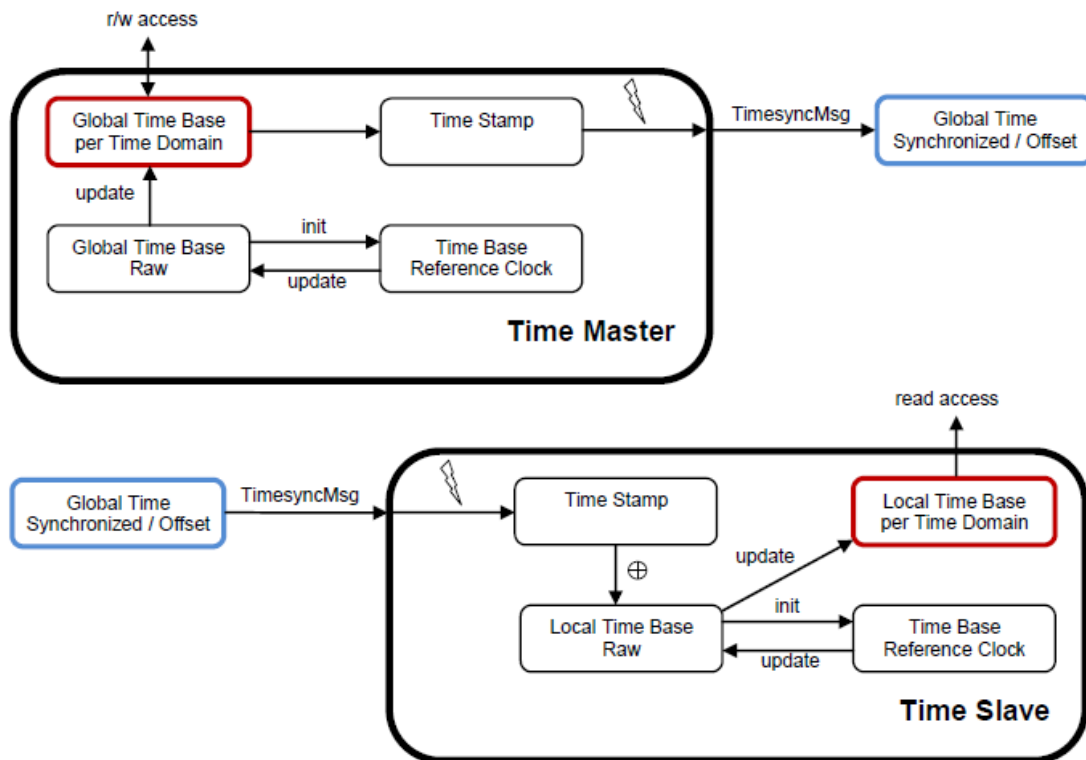 r/w access
Global Time Base
per Time Domain
Time Stamp
TimesyncMsg
Global Time
Synchronized / Offset
update
Global Time Base
Raw
init
update
Time Base
Reference Clock
Time Master
read access
Global Time
Synchronized / Offset
TimesyncMsg
Time Stamp
Local Time Base
per Time Domain
update
Local Time Base
Raw
init
update
Time Base
Reference Clock
Time Slave